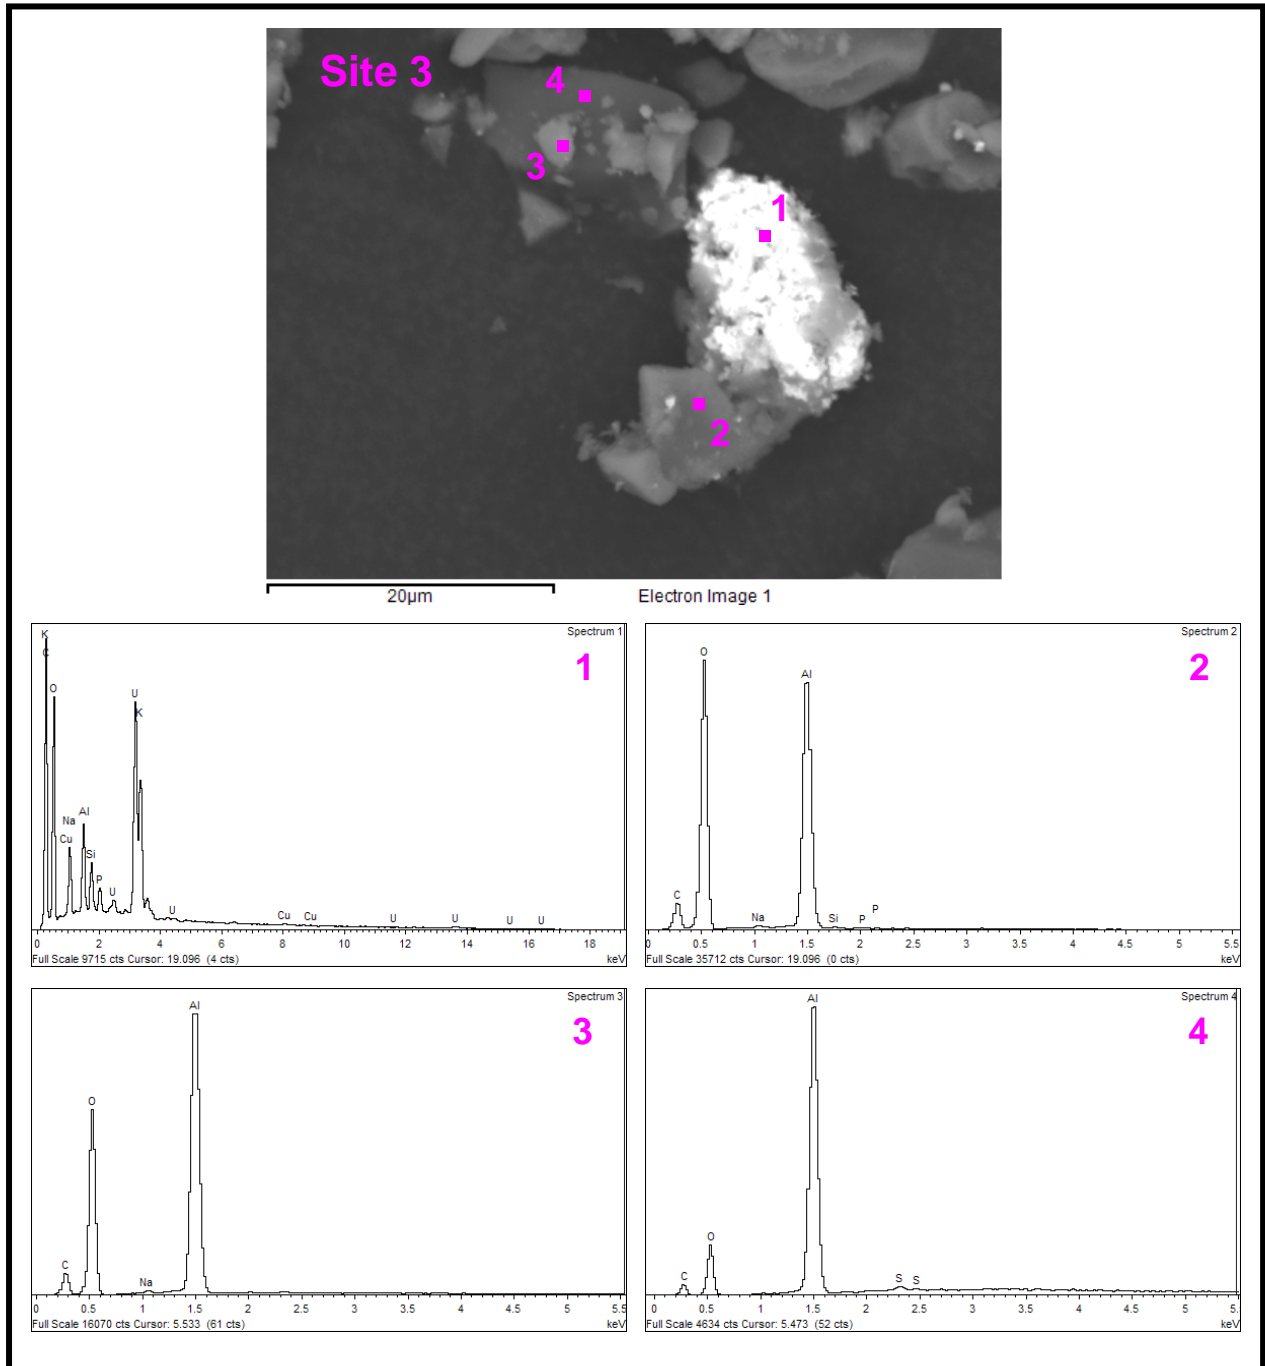 Site 3
4
3
1
2
20µm
Electron Image 1
Spectrum 1
1
K
C
O
U
K
Al
Na
Cu
Si
P
U
U
Cu
Cu
U
U
U
U
0 2 4 6 8 10 12 14 16 18
Full Scale 9715 cts Cursor: 19.096 (4 cts)
keV
Spectrum 2
2
O
Al
C
Na
Si
P
P
0 0.5 1 1.5 2 2.5 3 3.5 4 4.5 5 5.5
Full Scale 35712 cts Cursor: 19.096 (0 cts)
keV
Spectrum 3
3
Al
O
C
Na
0 0.5 1 1.5 2 2.5 3 3.5 4 4.5 5 5.5
Full Scale 16070 cts Cursor: 5.533 (61 cts)
keV
Spectrum 4
4
Al
O
C
S
S
0 0.5 1 1.5 2 2.5 3 3.5 4 4.5 5 5.
Full Scale 4634 cts Cursor: 5.473 (52 cts)
keV